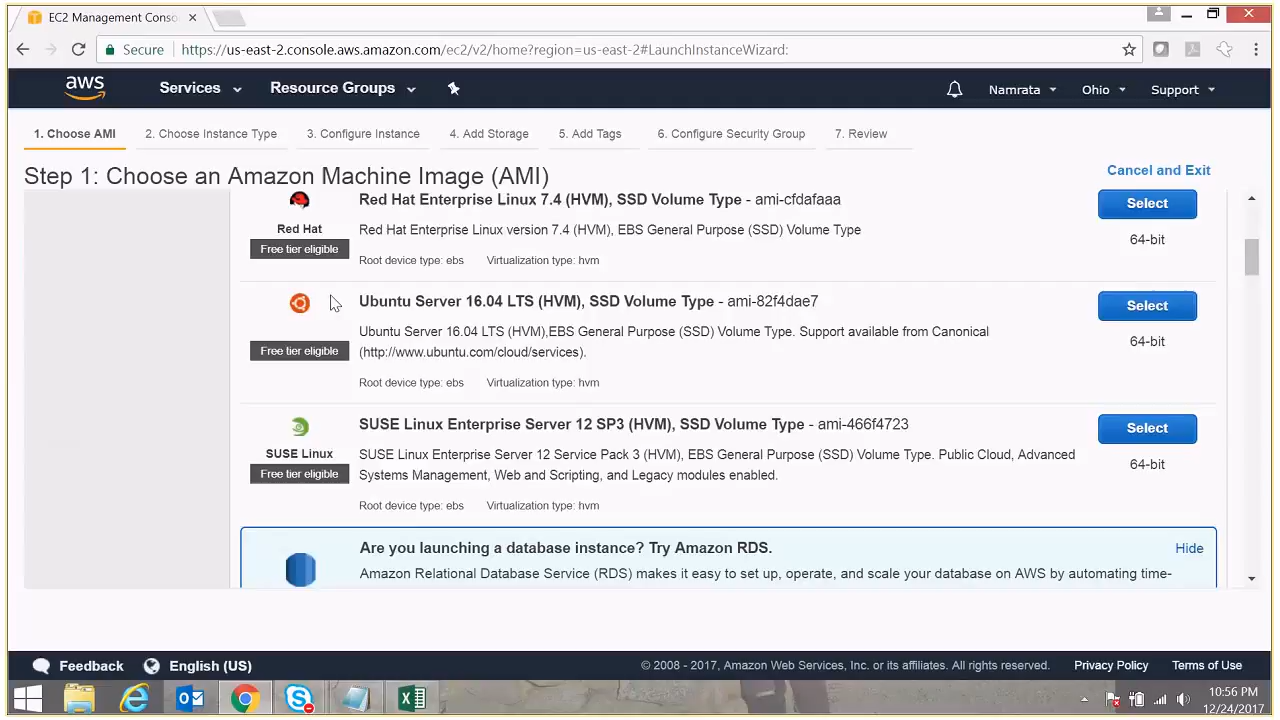 EC2 Management Conso
Secure https://us-east-2.console.aws.amazon.com/ec2/v2/home?region=us-east-2#LaunchInstanceWizard:
aws Services Resource Groups Namrata Ohio Support
1. Choose AMI 2. Choose Instance Type 3. Configure Instance 4. Add Storage 5. Add Tags 6. Configure Security Group 7. Review
Step 1: Choose an Amazon Machine Image (AMI) Cancel and Exit
Red Hat Enterprise Linux 7.4 (HVM), SSD Volume Type - ami-cfdafaaa Select
Red Hat Red Hat Enterprise Linux version 7.4 (HVM), EBS General Purpose (SSD) Volume Type 64-bit
Free tier eligible
Root device type: ebs Virtualization type: hvm
Ubuntu Server 16.04 LTS (HVM), SSD Volume Type - ami-82f4dae7 Select
Ubuntu Server 16.04 LTS (HVM),EBS General Purpose (SSD) Volume Type. Support available from Canonical 64-bit
Free tier eligible (http://www.ubuntu.com/cloud/services).
Root device type: ebs Virtualization type: hvm
SUSE Linux Enterprise Server 12 SP3 (HVM), SSD Volume Type - ami-466f4723 Select
SUSE Linux SUSE Linux Enterprise Server 12 Service Pack 3 (HVM), EBS General Purpose (SSD) Volume Type. Public Cloud, Advanced 64-bit
Free tier eligible Systems Management, Web and Scripting, and Legacy modules enabled.
Root device type: ebs Virtualization type: hvm
Are you launching a database instance? Try Amazon RDS. Hide
Amazon Relational Database Service (RDS) makes it easy to set up, operate, and scale your database on AWS by automating time-
Feedback English (US) © 2008 - 2017, Amazon Web Services, Inc. or its affiliates. All rights reserved. Privacy Policy Terms of Use
10:56 PM
12/24/2017